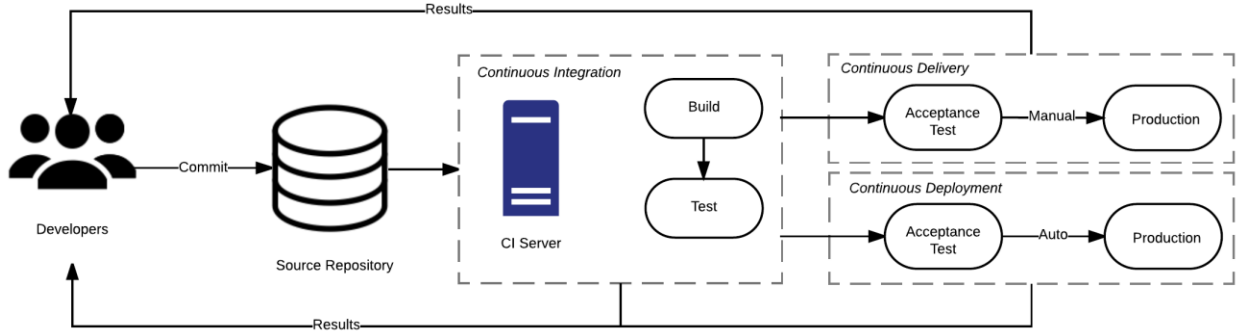 Results
Continuous Integration
Continuous Delivery
Build
Acceptance
Test
Manual
Production
Commit
Continuous Deployment
Test
Developers
CI Server
Acceptance
Test
Auto
Production
Source Repository
Results